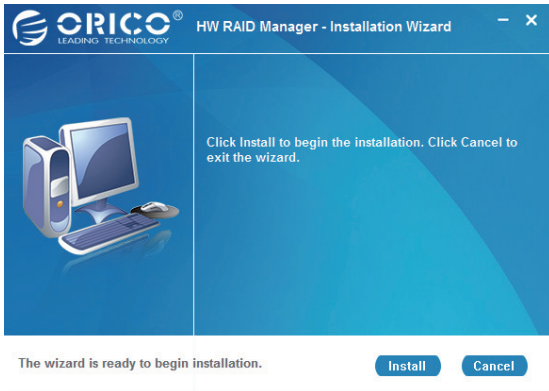 ORICO®
LEADING TECHNOLOGY
HW RAID Manager - Installation Wizard
Click Install to begin the installation. Click Cancel to
exit the wizard.
The wizard is ready to begin installation.
Install
Cancel